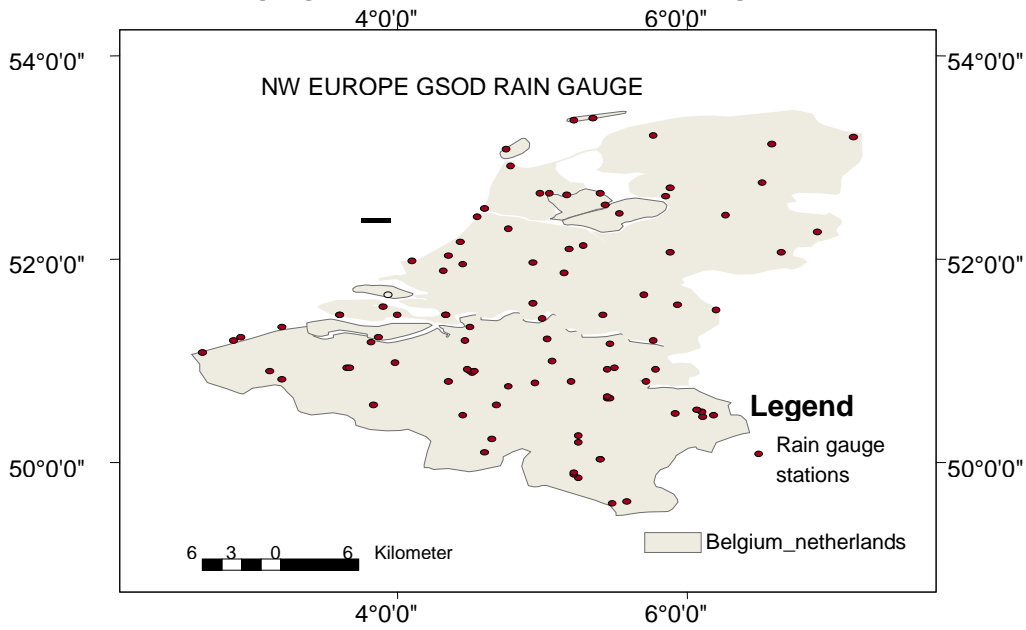 4°0'0" 6°0'0"
54°0'0" 54°0'0"
NW EUROPE GSOD RAIN GAUGE
52°0'0" 52°0'0"
Legend
Rain gauge
stations
50°0'0" 50°0'0"
Belgium_netherlands
6 3 0 6 Kilometer
4°0'0" 6°0'0"